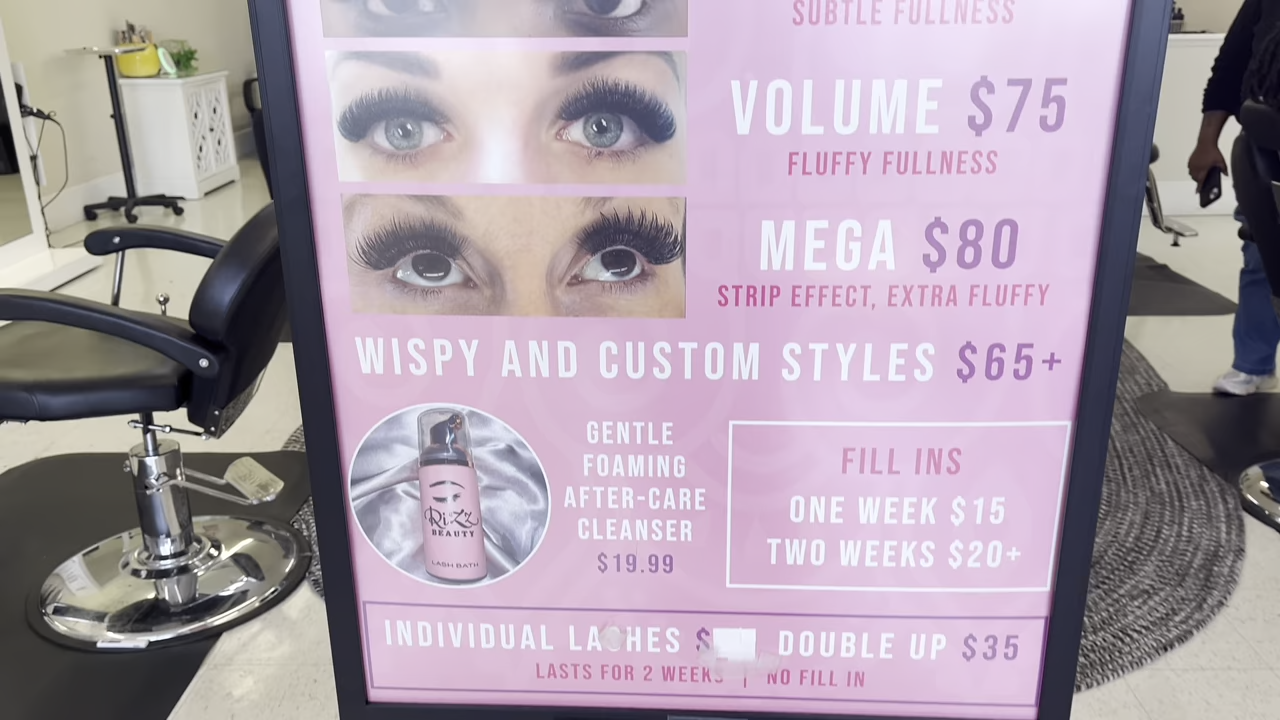 SUBTLE FULLNESS
VOLUME $75
FLUFFY FULLNESS
MEGA $80
STRIP EFFECT, EXTRA FLUFFY
WISPY AND CUSTOM STYLES $65+
GENTLE
FOAMING
AFTER-CARE
CLEANSER
$19.99
Rizz
BEAUTY
LASH BATH
FILL INS
ONE WEEK $15
TWO WEEKS $20+
INDIVIDUAL LASHES $ DOUBLE UP $35
LASTS FOR 2 WEEKS | NO FILL IN